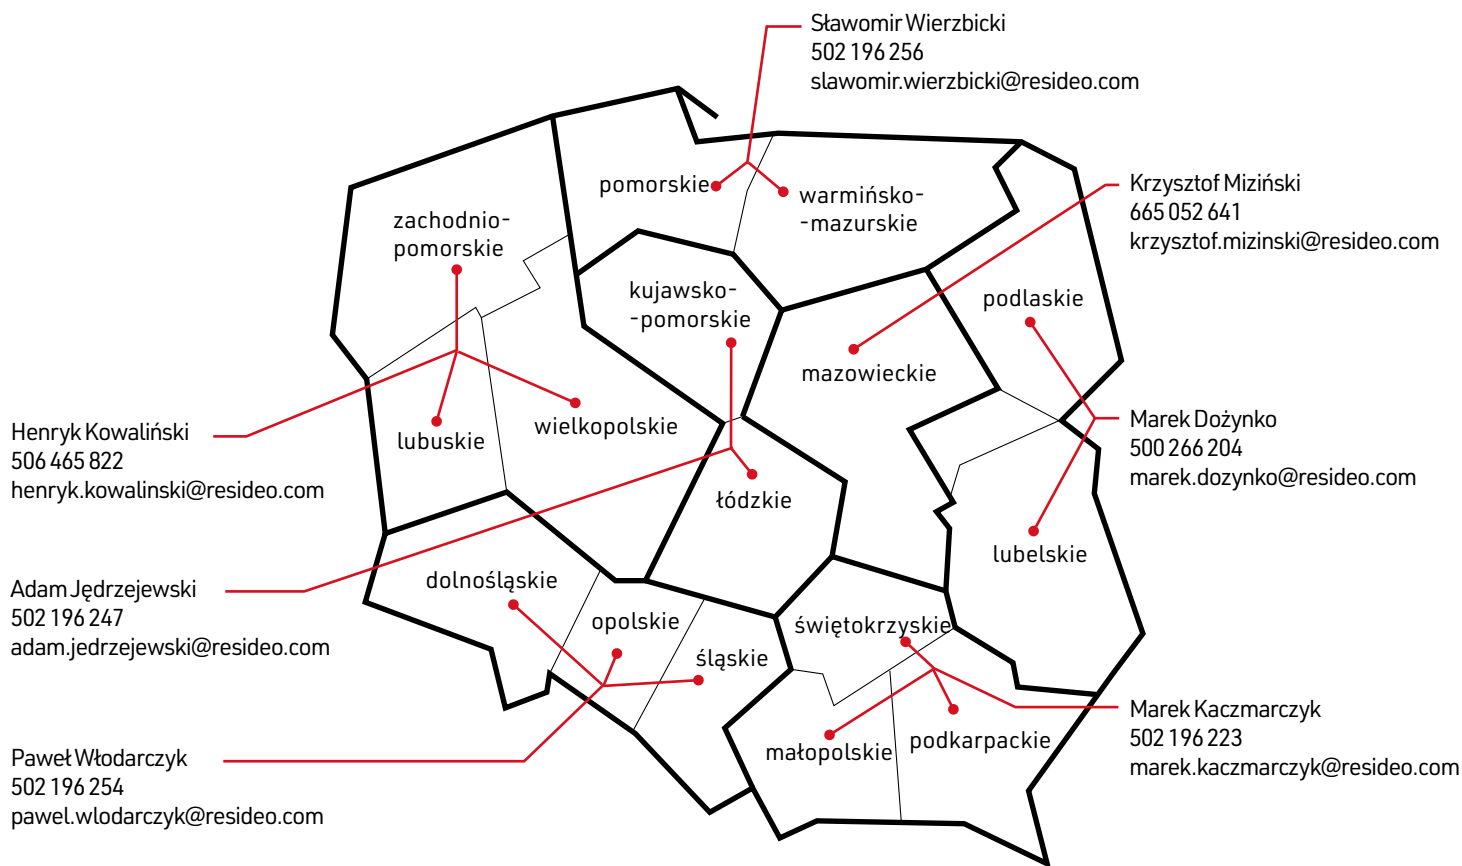 Sławomir Wierzbicki
502 196 256
slawomir.wierzbicki@resideo.com
pomorskie
warmińsko-
-mazurskie
Krzysztof Miziński
665 052 641
krzysztof.mizinski@resideo.com
zachodnio-
pomorskie
kujawsko-
-pomorskie
podlaskie
mazowieckie
Henryk Kowaliński
506 465 822
henryk.kowalinski@resideo.com
lubuskie
wielkopolskie
Marek Dożynko
500 266 204
marek.dozynko@resideo.com
łódzkie
lubelskie
Adam Jędrzejewski
502 196 247
adam.jedrzejewski@resideo.com
dolnośląskie
opolskie
śląskie
świętokrzyskie
Paweł Włodarczyk
502 196 254
pawel.wlodarczyk@resideo.com
małopolskie
podkarpackie
Marek Kaczmarczyk
502 196 223
marek.kaczmarczyk@resideo.com